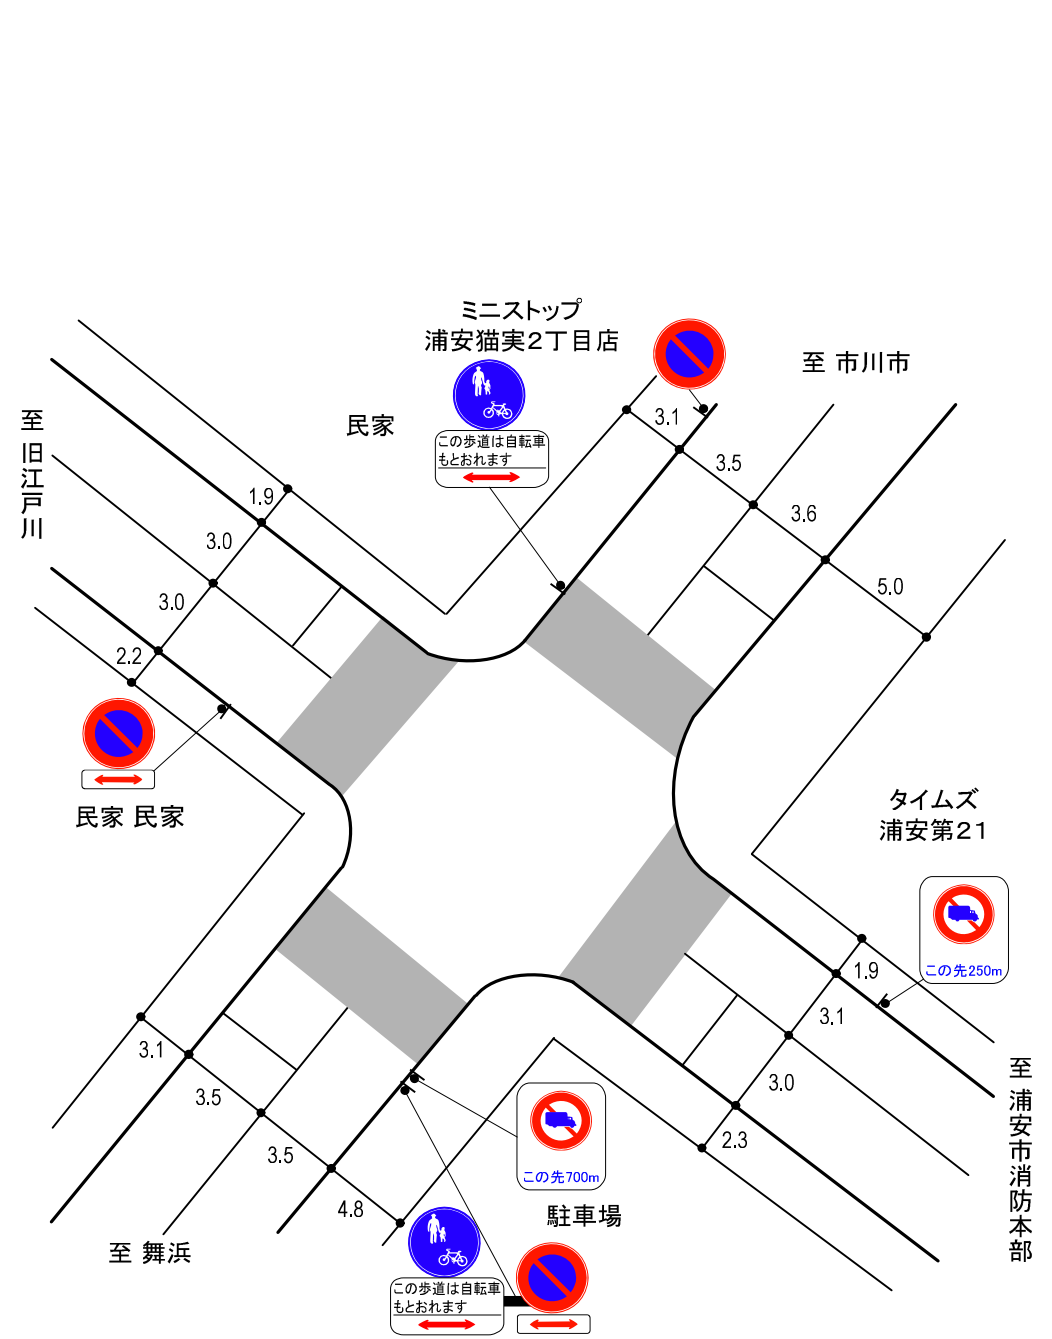 ミニストップ
浦安猫実2丁目店
至 市川市
民家
至 旧江戸川
この歩道は自転車
もとおれます
3.1
3.5
3.6
5.0
1.9
3.0
3.0
2.2
民家 民家
タイムズ
浦安第21
この先250m
1.9
3.1
3.0
2.3
至 浦安市消防本部
3.1
3.5
3.5
4.8
この先700m
駐車場
至 舞浜
この歩道は自転車
もとおれます